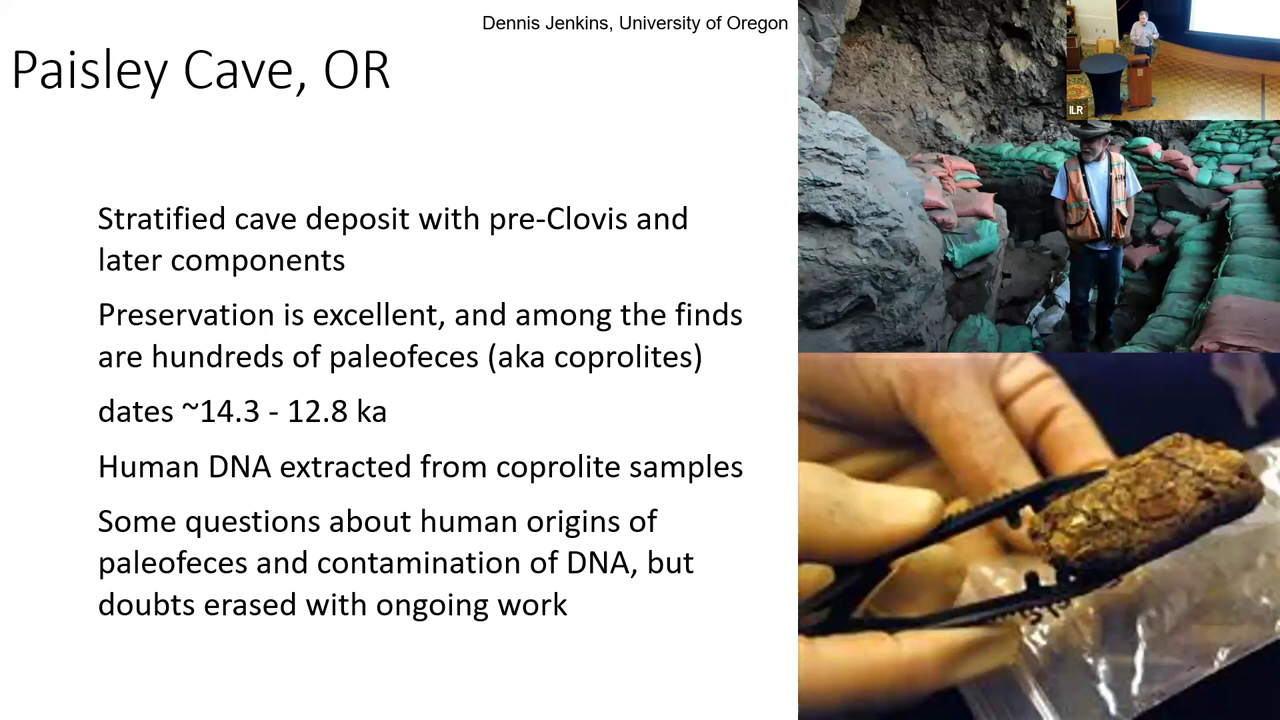 Dennis Jenkins, University of Oregon
Paisley Cave, OR
ILR
Stratified cave deposit with pre-Clovis and
later components
Preservation is excellent, and among the finds
are hundreds of paleofeces (aka coprolites)
dates ~14.3 - 12.8 ka
Human DNA extracted from coprolite samples
Some questions about human origins of
paleofeces and contamination of DNA, but
doubts erased with ongoing work